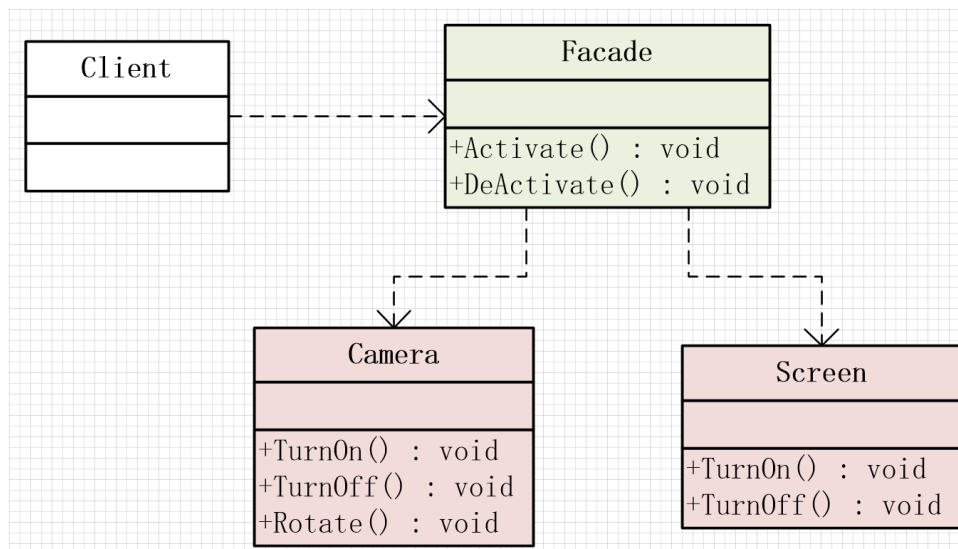 Client
Facade
+Activate() : void
+DeActivate() : void
Camera
+TurnOn() : void
+TurnOff() : void
+Rotate() : void
Screen
+TurnOn() : void
+TurnOff() : void